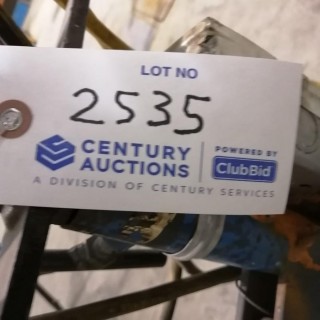 LOT NO
2535
CENTURY AUCTIONS
POWERED BY
ClubBid
A DIVISION OF CENTURY SERVICES